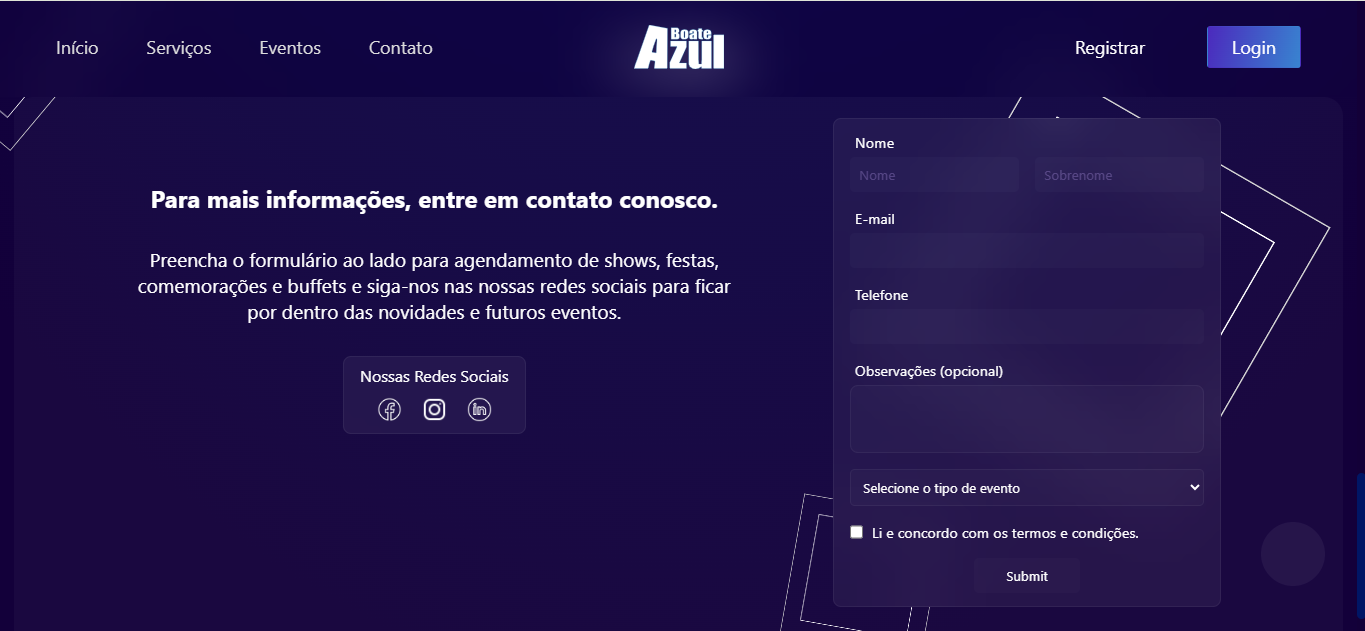 Início Serviços Eventos Contato
Boate
Azul
Registrar Login
Para mais informações, entre em contato conosco.
Preencha o formulário ao lado para agendamento de shows, festas,
comemorações e buffets e siga-nos nas nossas redes sociais para ficar
por dentro das novidades e futuros eventos.
Nossas Redes Sociais
f
in
Nome
Nome Sobrenome
E-mail
Telefone
Observações (opcional)
Selecione o tipo de evento
Li e concordo com os termos e condições.
Submit